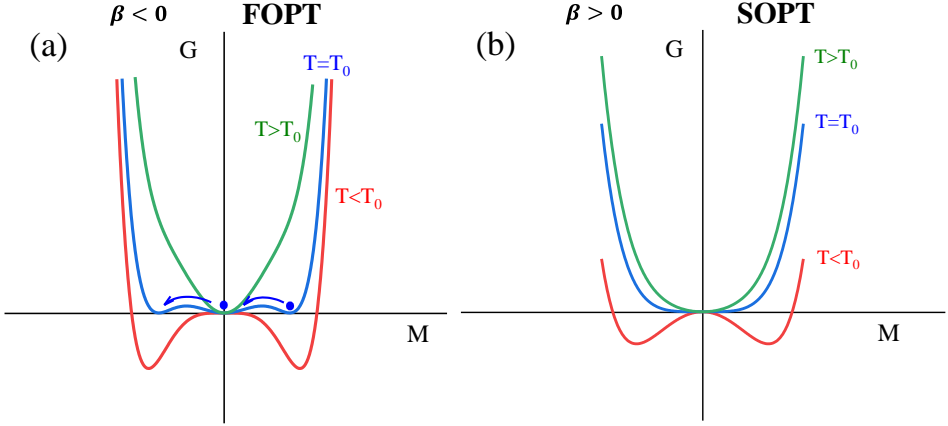 β < 0
FOPT
(a)
G
T=T₀
T>T₀
T<T₀
M
β > 0
SOPT
(b)
G
T>T₀
T=T₀
T<T₀
M